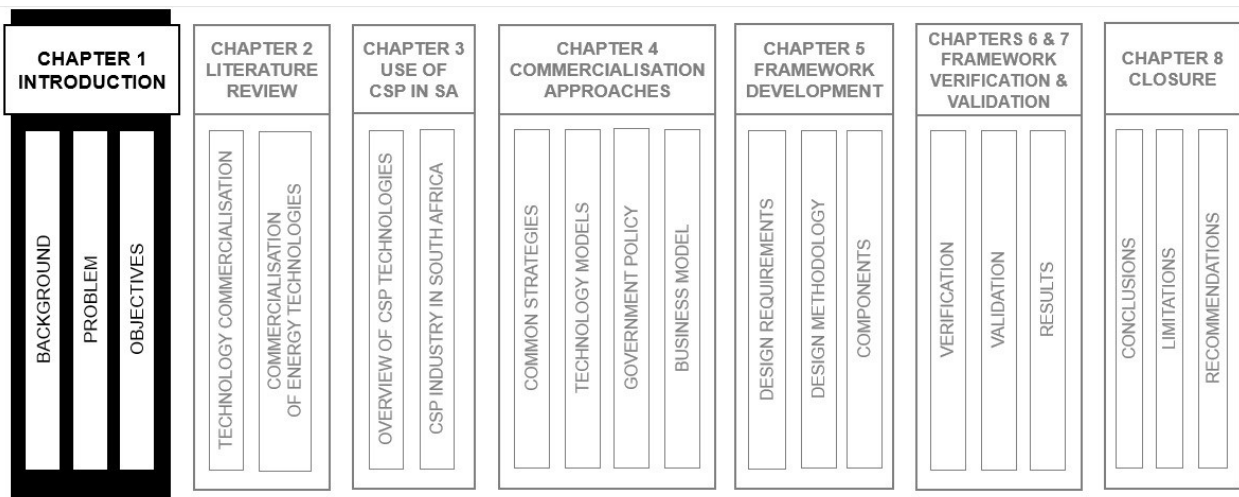 CHAPTER 1
INTRODUCTION
BACKGROUND
PROBLEM
OBJECTIVES
CHAPTER 2
LITERATURE
REVIEW
TECHNOLOGY COMMERCIALISATION
COMMERCIALISATION
OF ENERGY TECHNOLOGIES
CHAPTER 3
USE OF
CSP IN SA
OVERVIEW OF CSP TECHNOLOGIES
CSP INDUSTRY IN SOUTH AFRICA
CHAPTER 4
COMMERCIALISATION
APPROACHES
COMMON STRATEGIES
TECHNOLOGY MODELS
GOVERNMENT POLICY
BUSINESS MODEL
CHAPTER 5
FRAMEWORK
DEVELOPMENT
DESIGN REQUIREMENTS
DESIGN METHODOLOGY
COMPONENTS
CHAPTERS 6 & 7
FRAMEWORK
VERIFICATION &
VALIDATION
VERIFICATION
VALIDATION
RESULTS
CHAPTER 8
CLOSURE
CONCLUSIONS
LIMITATIONS
RECOMMENDATIONS